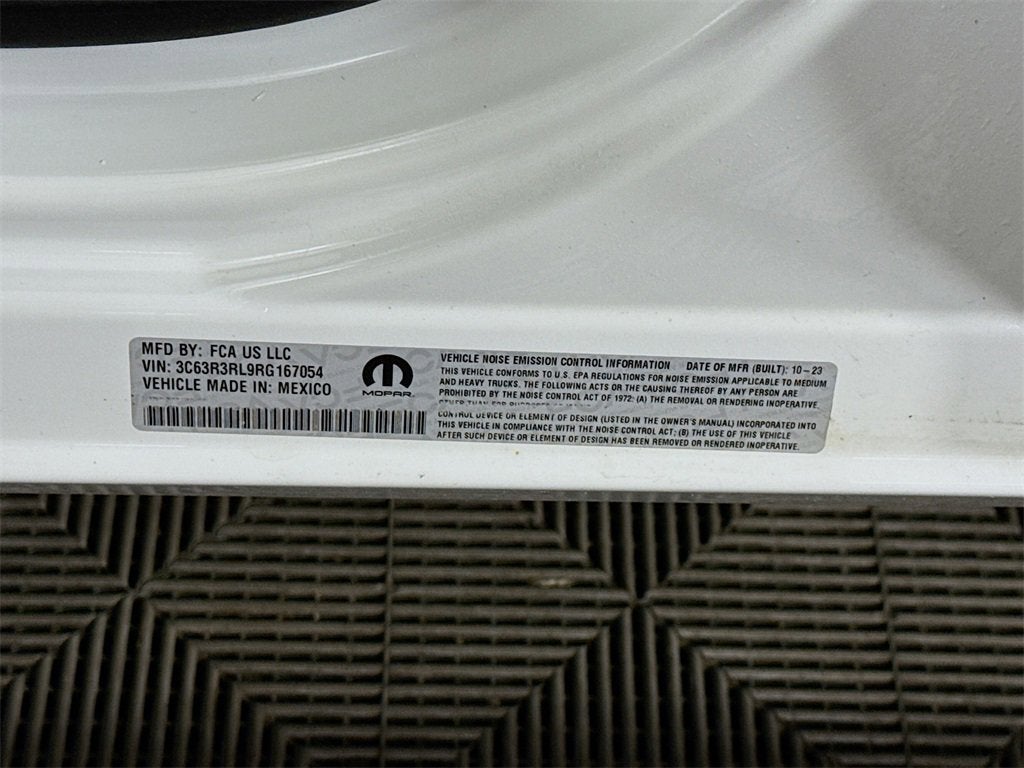 MFD BY: FCA US LLC
VIN: 3C63R3RL9RG167054
VEHICLE MADE IN: MEXICO
MOPAR
VEHICLE NOISE EMISSION CONTROL INFORMATION DATE OF MFR (BUILT): 10-23
THIS VEHICLE CONFORMS TO U.S. EPA REGULATIONS FOR NOISE EMISSION APPLICABLE TO MEDIUM
AND HEAVY TRUCKS. THE FOLLOWING ACTS OR THE CAUSING THEREOF BY ANY PERSON ARE
PROHIBITED BY THE NOISE CONTROL ACT OF 1972: (A) THE REMOVAL OR RENDERING INOPERATIVE
OTHER THAN FOR PURPOSES
CONTROL DEVICE OR ELEMENT OF DESIGN (LISTED IN THE OWNER'S MANUAL) INCORPORATED INTO
THIS VEHICLE IN COMPLIANCE WITH THE NOISE CONTROL ACT; (B) THE USE OF THIS VEHICLE
AFTER SUCH DEVICE OR ELEMENT OF DESIGN HAS BEEN REMOVED OR RENDERED INOPERATIVE.